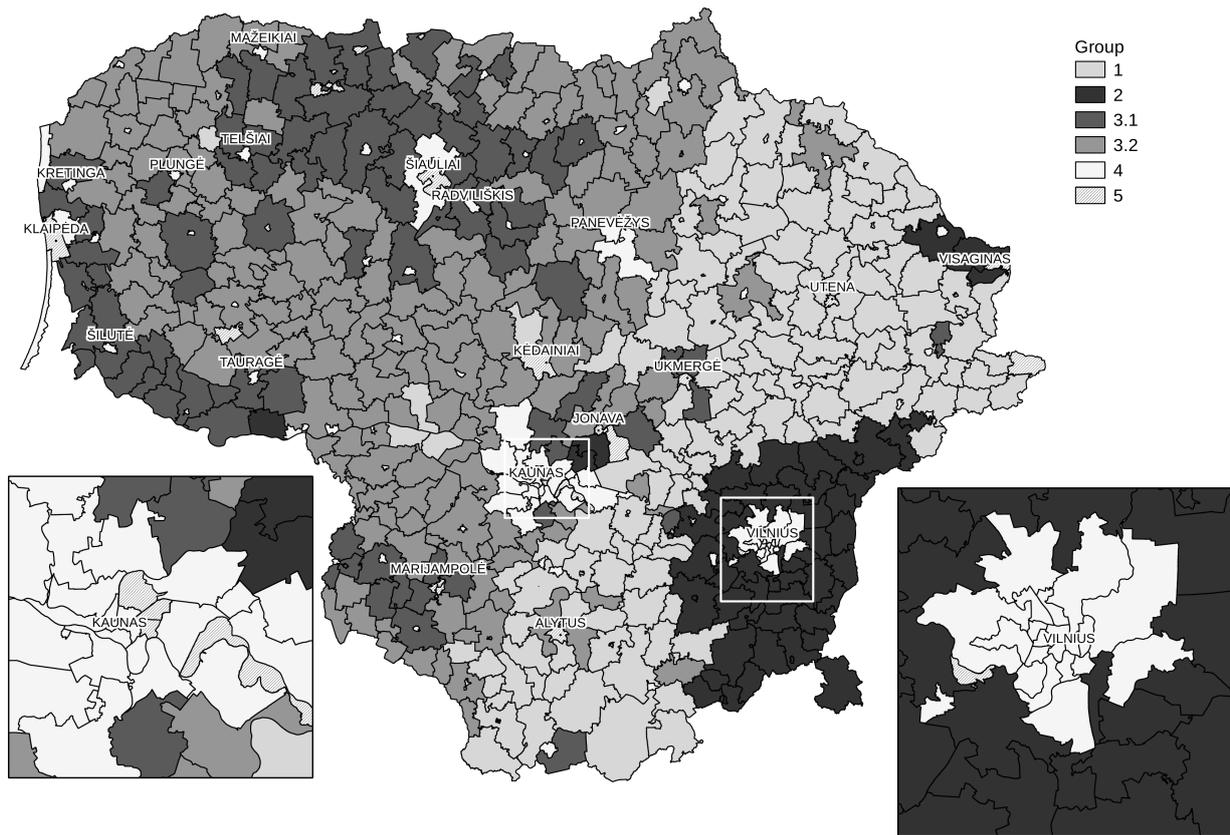 MAŽEIKIAI
Group
1
2
3.1
3.2
4
5
TELŠIAI
PLUNGĖ
ŠIAULIAI
KRETINGA
RADVILIŠKIS
KLAIPĖDA
PANEVĖŽYS
VISAGINAS
UTENA
ŠILUTĖ
KĖDAINIAI
TAURAGĖ
UKMERGĖ
JONAVA
KAUNAS
VILNIUS
MARIJAMPOLĖ
ALYTUS
KAUNAS
VILNIUS